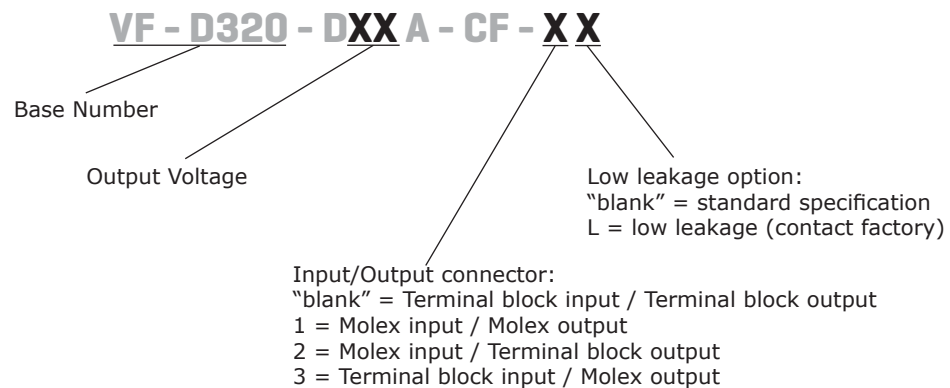 VF - D320 - DXX A - CF - X X
Base Number
Output Voltage
Low leakage option:
“blank” = standard specification
L = low leakage (contact factory)
Input/Output connector:
“blank” = Terminal block input / Terminal block output
1 = Molex input / Molex output
2 = Molex input / Terminal block output
3 = Terminal block input / Molex output